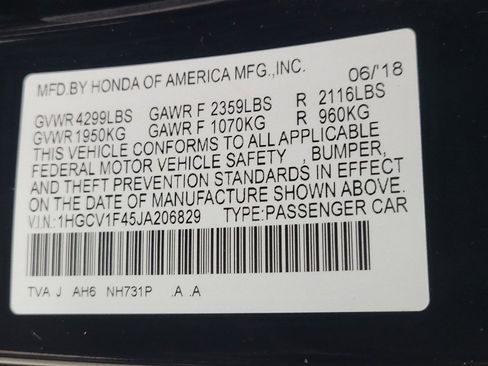 MFD.BY HONDA OF AMERICA MFG.,INC. 06/'18
GVWR 4299LBS GAWR F 2359LBS R 2116LBS
GVWR 1950KG GAWR F 1070KG R 960KG
THIS VEHICLE CONFORMS TO ALL APPLICABLE
FEDERAL MOTOR VEHICLE SAFETY , BUMPER,
AND THEFT PREVENTION STANDARDS IN EFFECT
ON THE DATE OF MANUFACTURE SHOWN ABOVE.
V.I.N.:1HGCV1F45JA206829 TYPE:PASSENGER CAR
TVA J AH6 NH731P .A .A